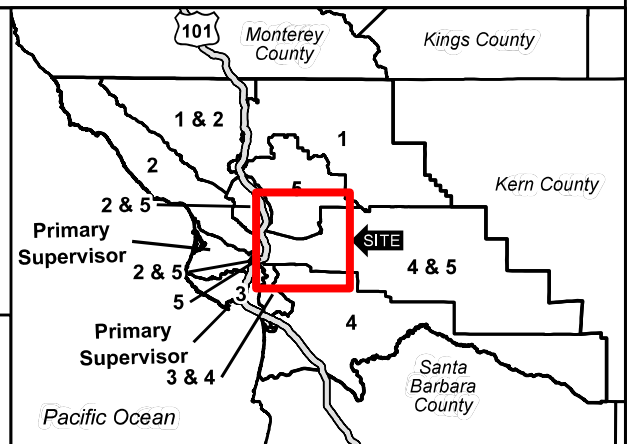 101
Monterey
County
Kings County
1 & 2
1
2
5
Kern County
2 & 5
Primary
Supervisor
SITE
2 & 5
4 & 5
5
3
Primary
Supervisor
4
3 & 4
Santa
Barbara
County
Pacific Ocean